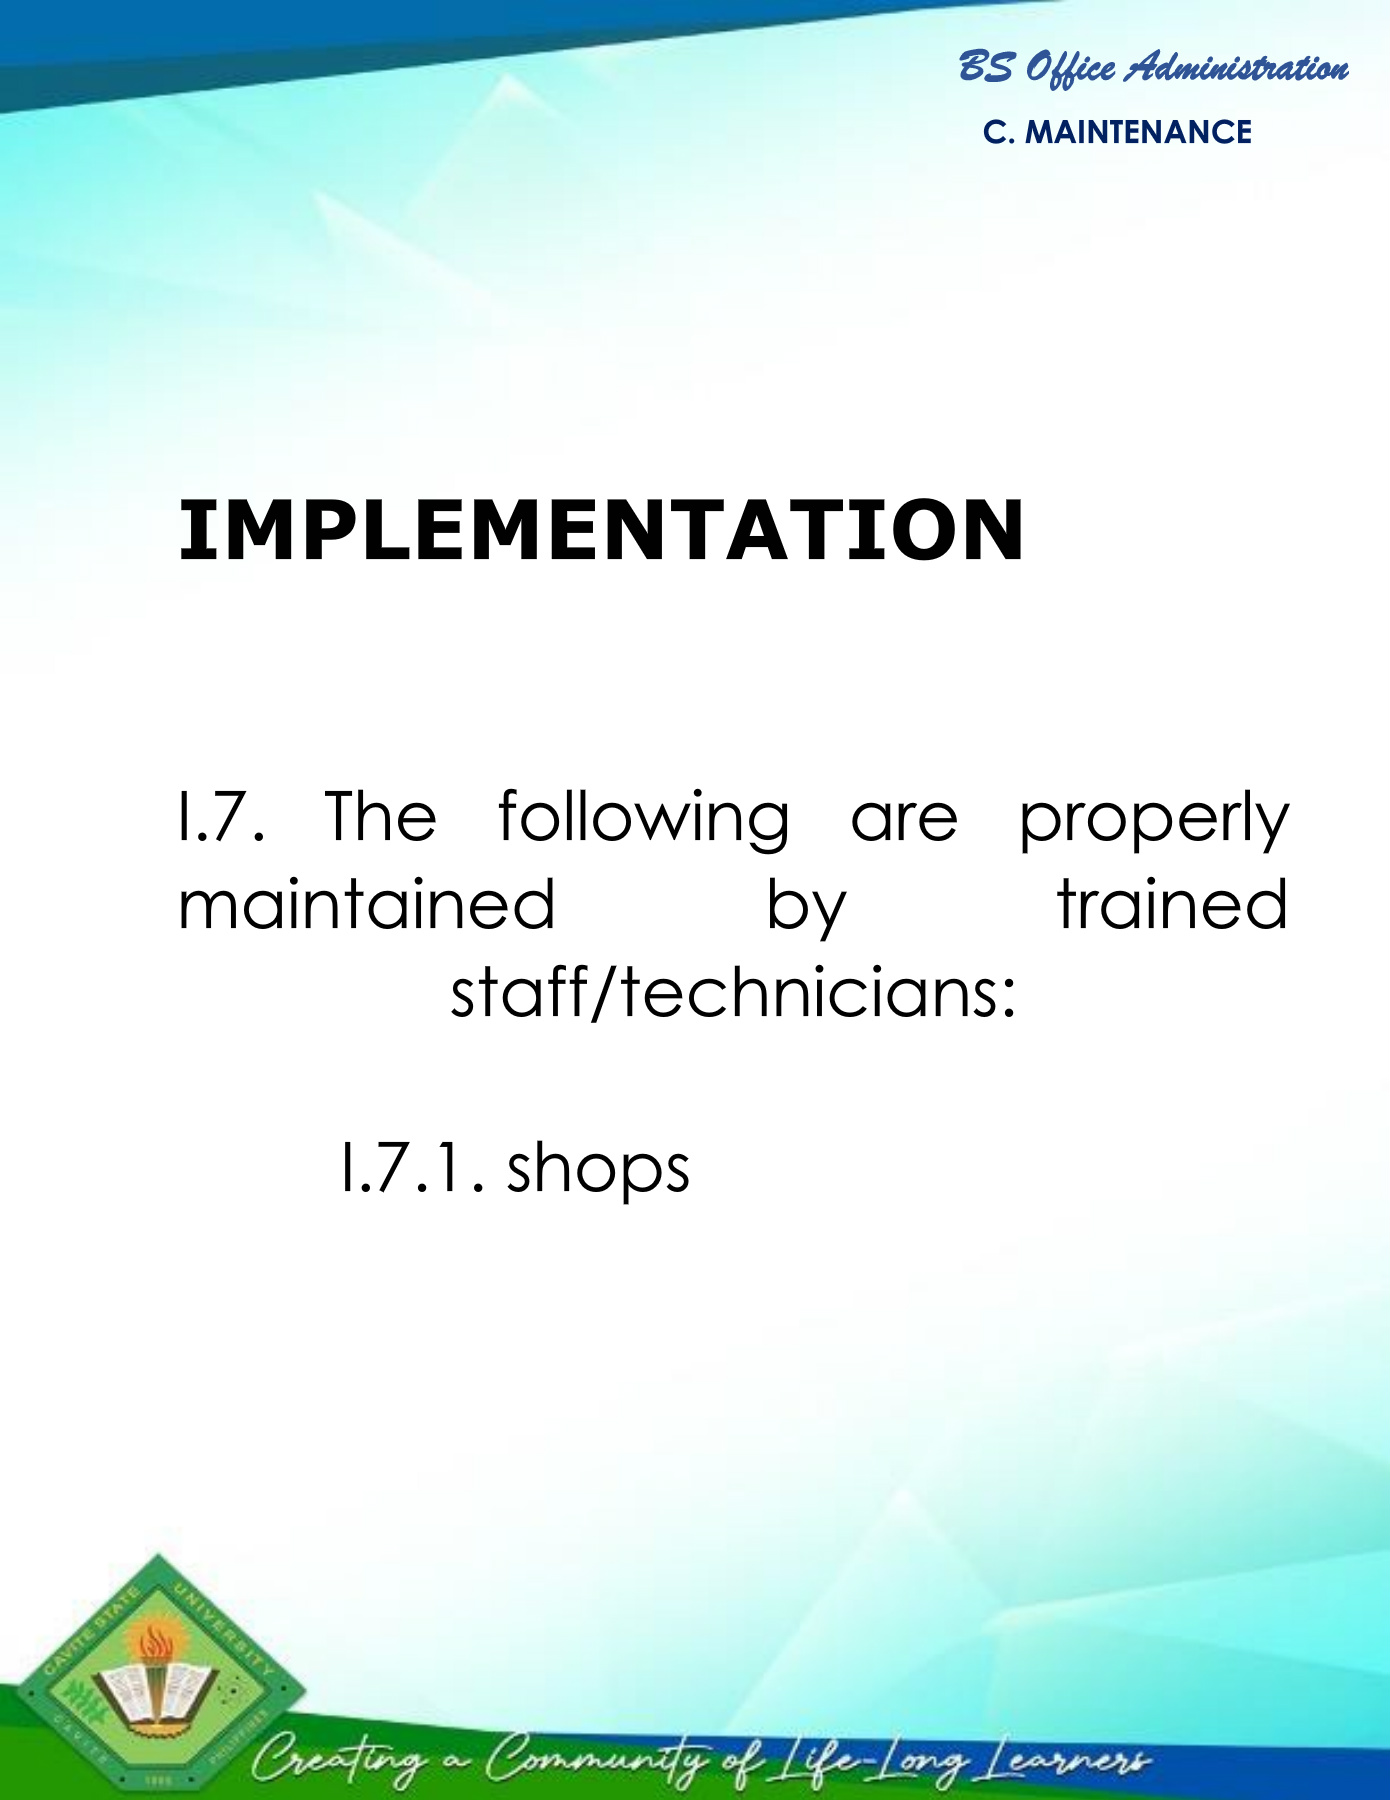 BS Office Administration
C. MAINTENANCE
IMPLEMENTATION
I.7. The following are properly
maintained by trained
staff/technicians:
I.7.1. shops
CAVITE STATE UNIVERSITY
CAVITE
PHILIPPINES
1906
Creating a Community of Life-Long Learners